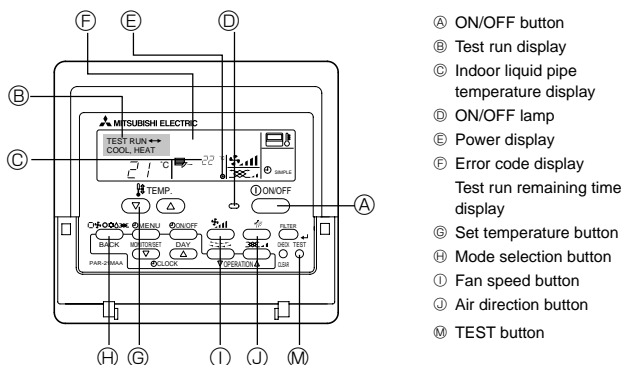 Ⓕ Ⓔ Ⓓ
Ⓑ
Ⓒ
Ⓐ
MITSUBISHI ELECTRIC
TEST RUN
COOL, HEAT
21 °C
22 °C
SIMPLE
TEMP.
ON/OFF
MENU ON/OFF FILTER
BACK MONITOR/SET DAY CHECK TEST
PAR-21MAA CLOCK OPERATION CLEAR
Ⓗ Ⓖ Ⓘ Ⓙ Ⓜ
Ⓐ ON/OFF button
Ⓑ Test run display
Ⓒ Indoor liquid pipe
temperature display
Ⓓ ON/OFF lamp
Ⓔ Power display
Ⓕ Error code display
Test run remaining time
display
Ⓖ Set temperature button
Ⓗ Mode selection button
Ⓘ Fan speed button
Ⓙ Air direction button
Ⓜ TEST button